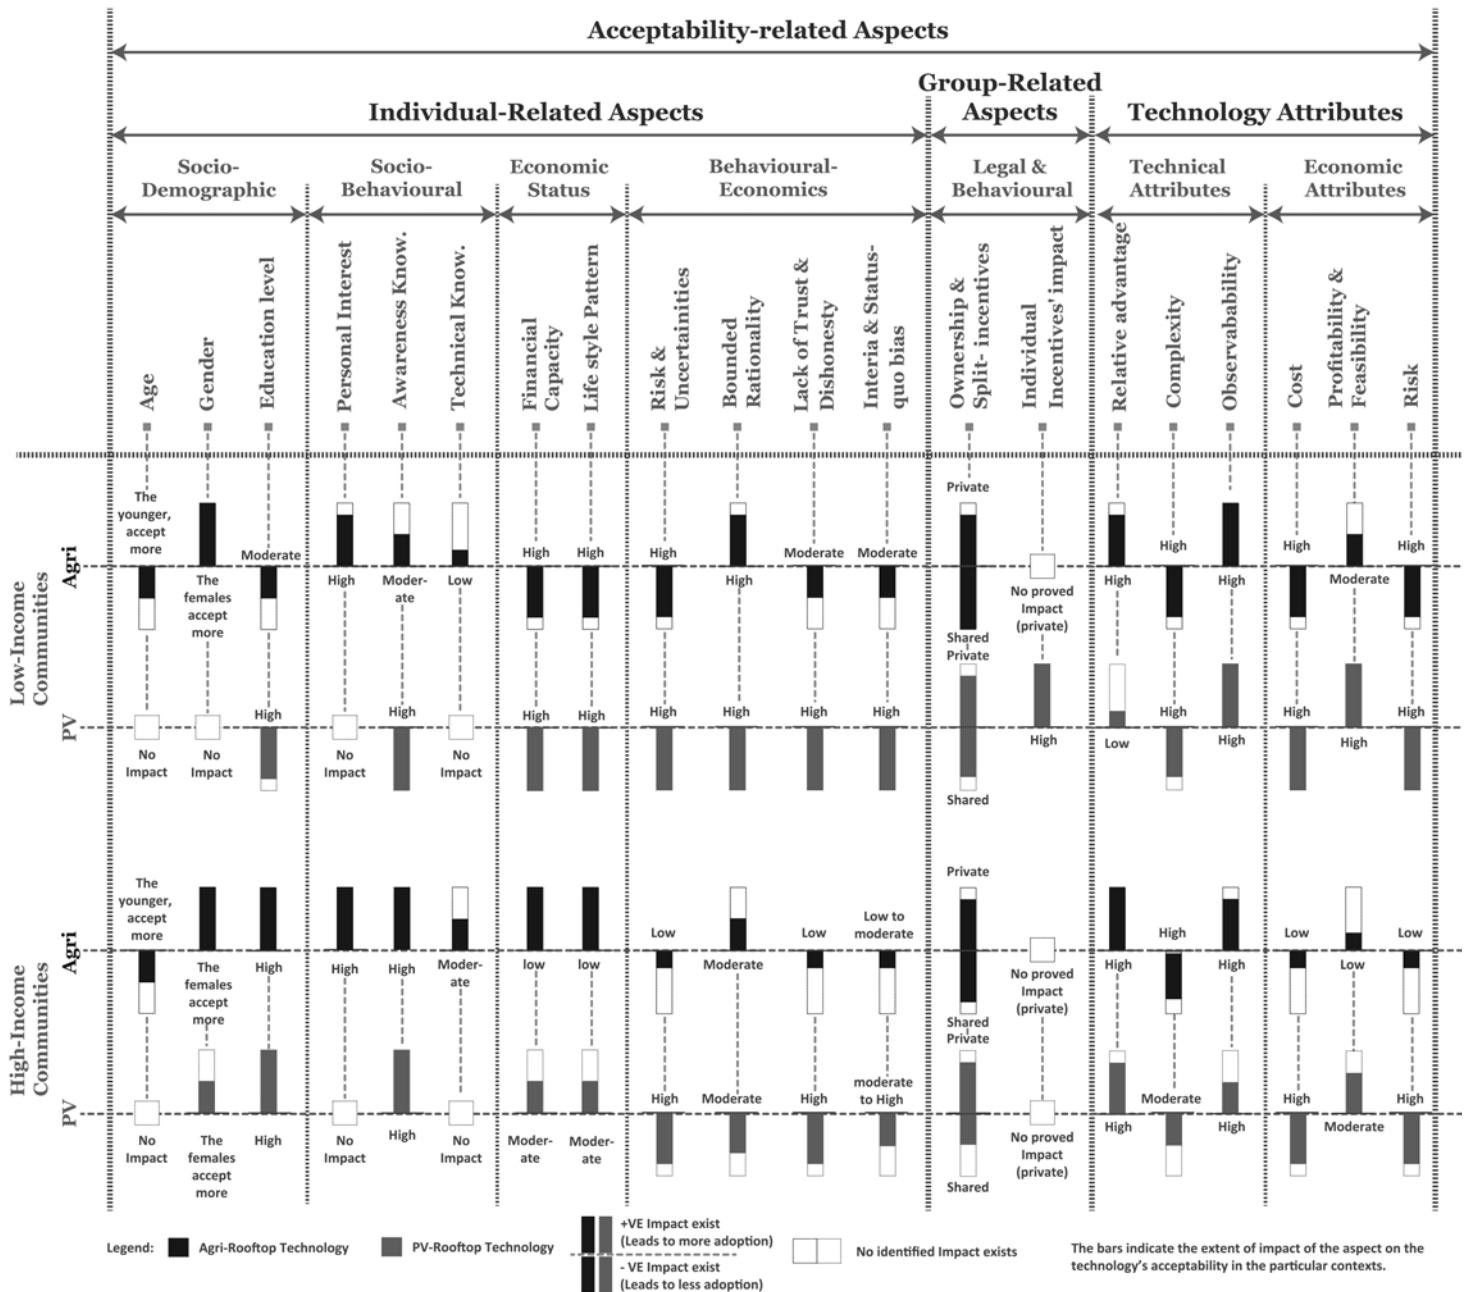 Acceptability-related Aspects
Individual-Related Aspects
Group-Related
Aspects
Technology Attributes
Socio-
Demographic
Socio-
Behavioural
Economic
Status
Behavioural-
Economics
Legal &
Behavioural
Technical
Attributes
Economic
Attributes
Age
Gender
Education level
Personal Interest
Awareness Know.
Technical Know.
Financial
Capacity
Life style Pattern
Risk &
Uncertainities
Bounded
Rationality
Lack of Trust &
Dishonesty
Interia & Status-
quo bias
Ownership &
Split- incentives
Individual
Incentives' impact
Relative advantage
Complexity
Observabability
Cost
Profitability &
Feasibility
Risk
Low-Income
Communities
Agri
The
younger,
accept
more
The
females
accept
more
Moderate
High
Moder-
ate
Low
High
High
High
High
Moderate
Moderate
Private
Shared
No proved
Impact
(private)
High
High
High
High
Moderate
High
PV
No
Impact
No
Impact
High
No
Impact
High
No
Impact
High
High
High
High
High
High
Private
Shared
High
Low
High
High
High
High
High
High-Income
Communities
Agri
The
younger,
accept
more
The
females
accept
more
High
High
High
Moder-
ate
low
low
Low
Moderate
Low
Low to
moderate
Private
Shared
No proved
Impact
(private)
High
High
High
Low
Low
Low
PV
No
Impact
The
females
accept
more
High
No
Impact
High
No
Impact
Moder-
ate
Moder-
ate
High
Moderate
High
moderate
to High
Private
Shared
No proved
Impact
(private)
High
Moderate
High
High
Moderate
High
Legend:
Agri-Rooftop Technology
PV-Rooftop Technology
+VE Impact exist
(Leads to more adoption)
- VE Impact exist
(Leads to less adoption)
No identified Impact exists
The bars indicate the extent of impact of the aspect on the
technology's acceptability in the particular contexts.